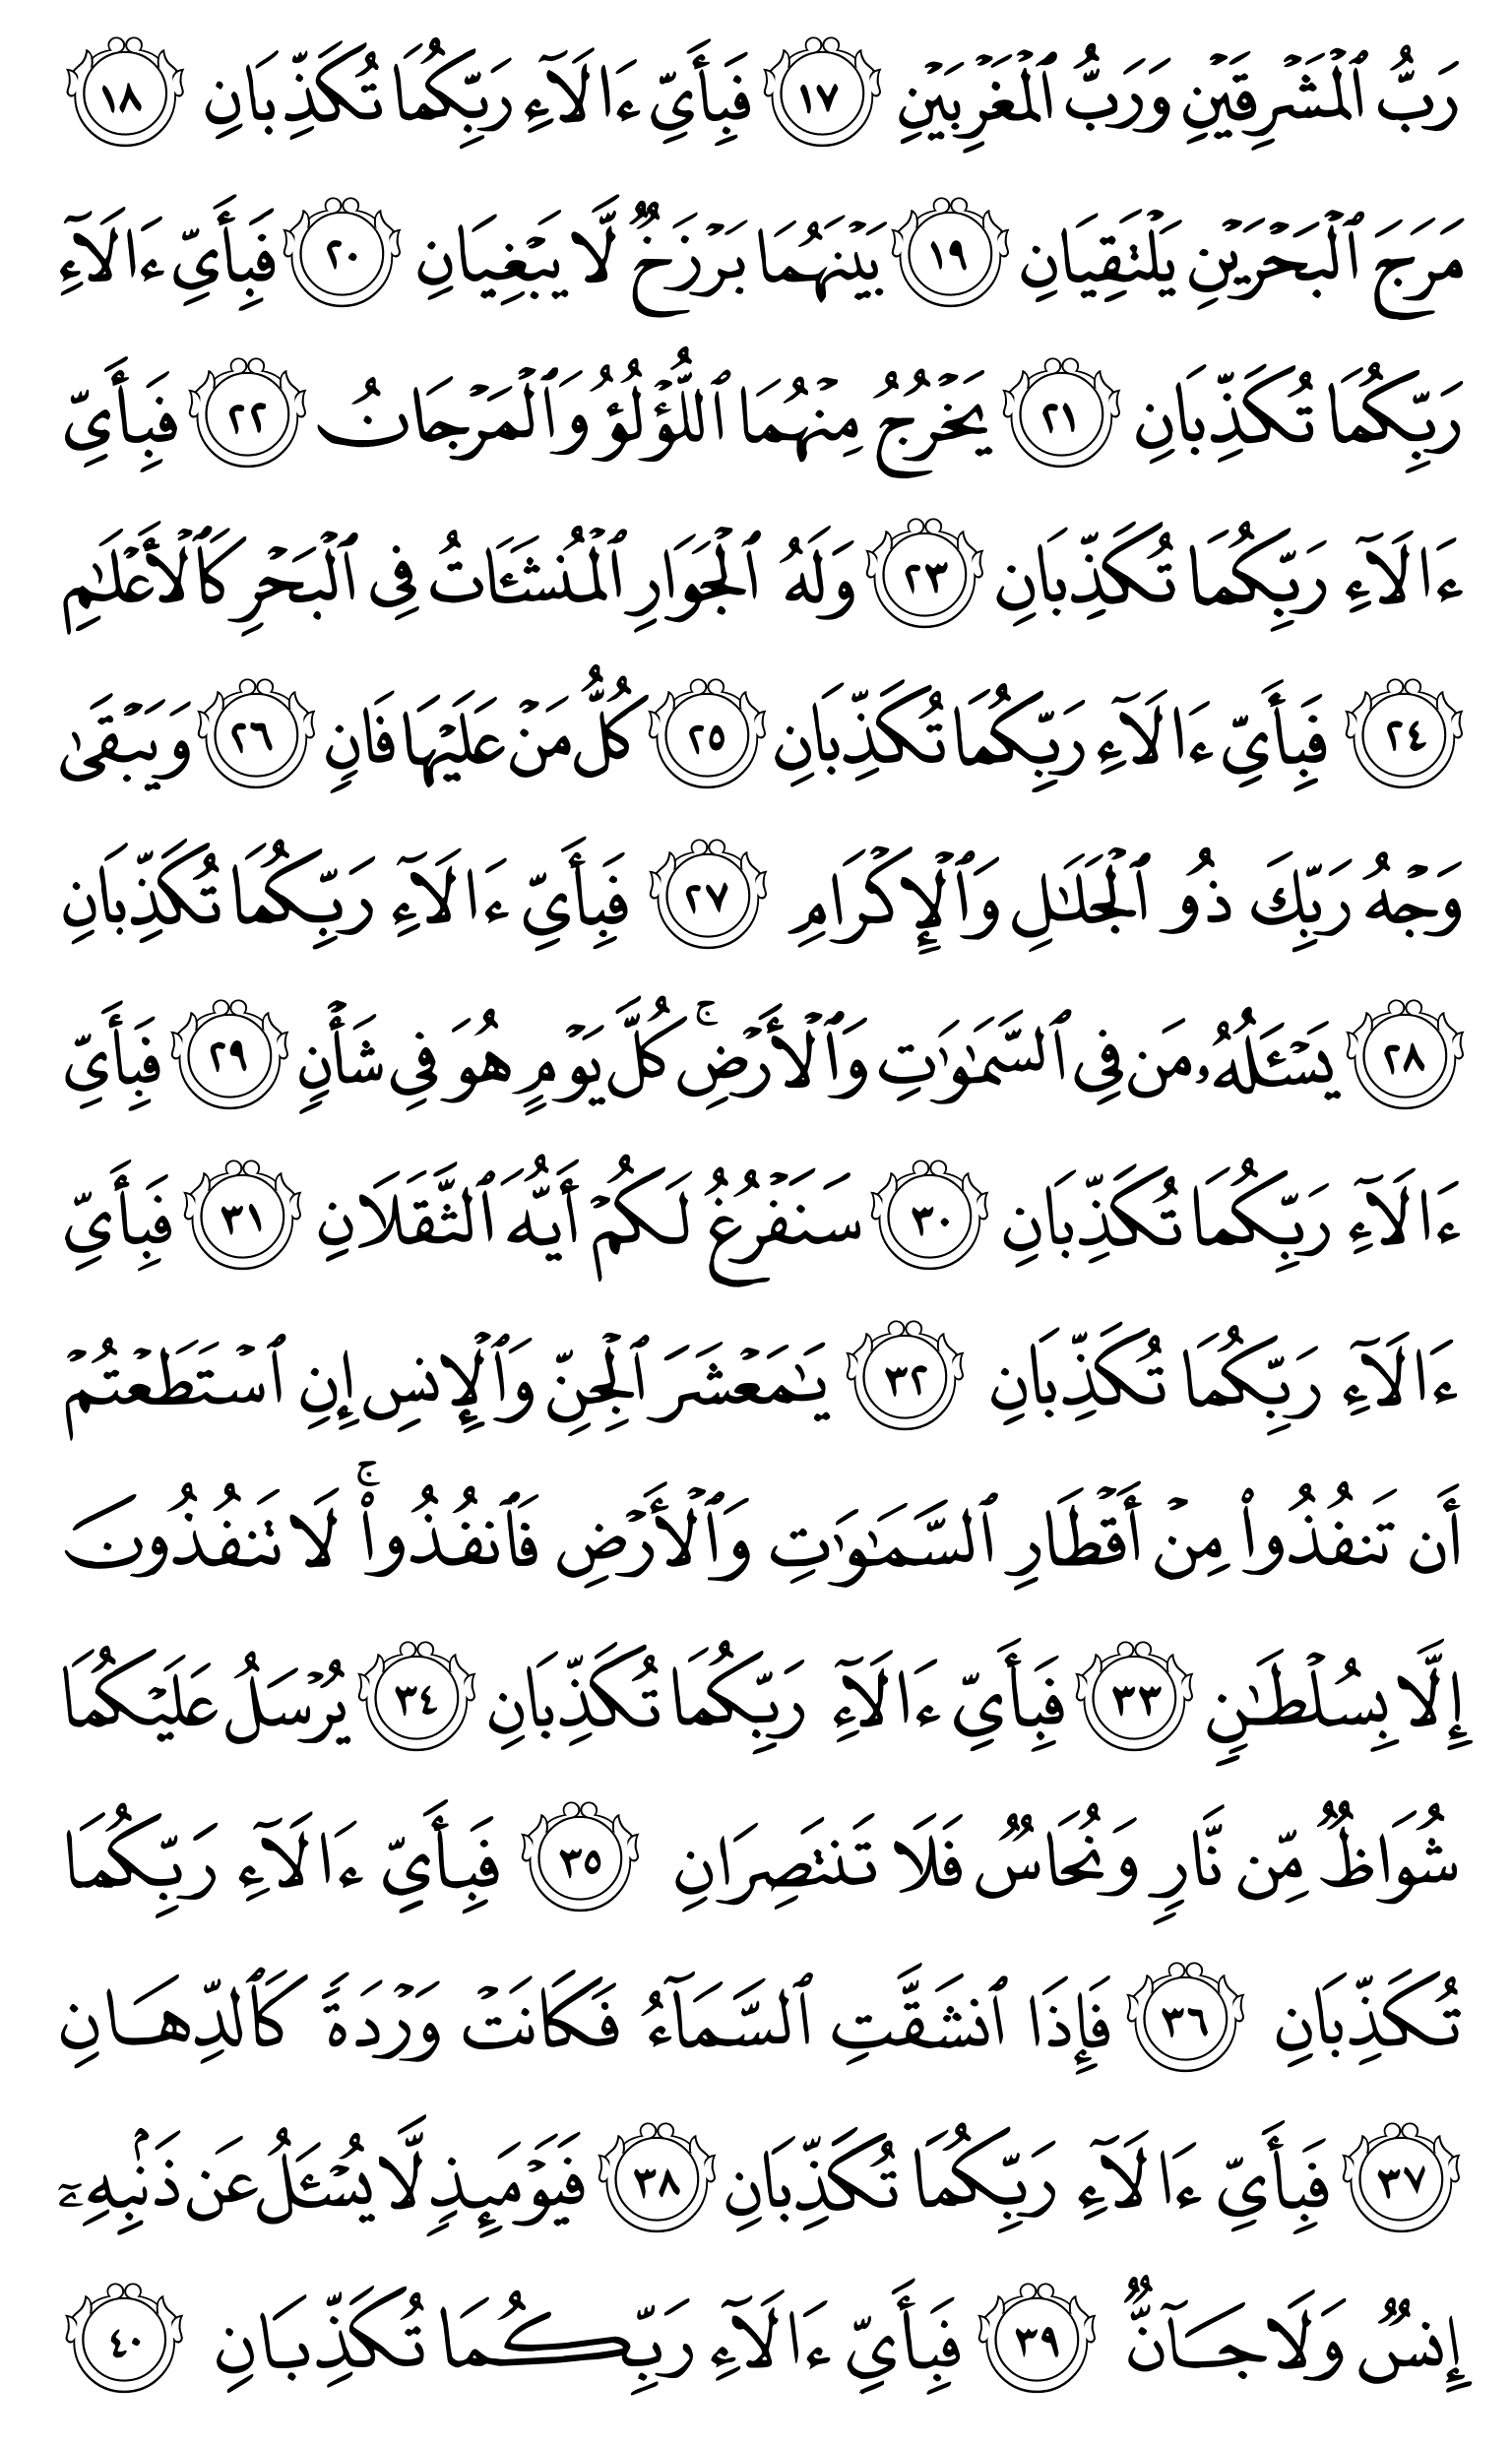 رَبُّ ٱلْمَشْرِقَيْنِ وَرَبُّ ٱلْمَغْرِبَيْنِ ١٧ فَبِأَيِّ ءَالَآءِ رَبِّكُمَا تُكَذِّبَانِ ١٨
مَرَجَ ٱلْبَحْرَيْنِ يَلْتَقِيَانِ ١٩ بَيْنَهُمَا بَرْزَخٌ لَّا يَبْغِيَانِ ٢٠ فَبِأَيِّ ءَالَآءِ
رَبِّكُمَا تُكَذِّبَانِ ٢١ يَخْرُجُ مِنْهُمَا ٱللُّؤْلُؤُ وَٱلْمَرْجَانُ ٢٢ فَبِأَيِّ
ءَالَآءِ رَبِّكُمَا تُكَذِّبَانِ ٢٣ وَلَهُ ٱلْجَوَارِ ٱلْمُنشَـَٔاتُ فِى ٱلْبَحْرِ كَٱلْأَعْلَـٰمِ
٢٤ فَبِأَيِّ ءَالَآءِ رَبِّكُمَا تُكَذِّبَانِ ٢٥ كُلُّ مَنْ عَلَيْهَا فَانٍ ٢٦ وَيَبْقَىٰ
وَجْهُ رَبِّكَ ذُو ٱلْجَلَـٰلِ وَٱلْإِكْرَامِ ٢٧ فَبِأَيِّ ءَالَآءِ رَبِّكُمَا تُكَذِّبَانِ
٢٨ يَسْـَٔلُهُۥ مَن فِى ٱلسَّمَـٰوَٰتِ وَٱلْأَرْضِ ۚ كُلَّ يَوْمٍ هُوَ فِى شَأْنٍ ٢٩ فَبِأَيِّ
ءَالَآءِ رَبِّكُمَا تُكَذِّبَانِ ٣٠ سَنَفْرُغُ لَكُمْ أَيُّهَ ٱلثَّقَلَانِ ٣١ فَبِأَيِّ
ءَالَآءِ رَبِّكُمَا تُكَذِّبَانِ ٣٢ يَـٰمَعْشَرَ ٱلْجِنِّ وَٱلْإِنسِ إِنِ ٱسْتَطَعْتُمْ
أَن تَنفُذُوا۟ مِنْ أَقْطَارِ ٱلسَّمَـٰوَٰتِ وَٱلْأَرْضِ فَٱنفُذُوا۟ ۚ لَا تَنفُذُونَ
إِلَّا بِسُلْطَـٰنٍ ٣٣ فَبِأَيِّ ءَالَآءِ رَبِّكُمَا تُكَذِّبَانِ ٣٤ يُرْسَلُ عَلَيْكُمَا
شُوَاظٌ مِّن نَّارٍ وَنُحَاسٌ فَلَا تَنتَصِرَانِ ٣٥ فَبِأَيِّ ءَالَآءِ رَبِّكُمَا
تُكَذِّبَانِ ٣٦ فَإِذَا ٱنشَقَّتِ ٱلسَّمَآءُ فَكَانَتْ وَرْدَةً كَٱلدِّهَانِ
٣٧ فَبِأَيِّ ءَالَآءِ رَبِّكُمَا تُكَذِّبَانِ ٣٨ فَيَوْمَئِذٍ لَّا يُسْـَٔلُ عَن ذَنۢبِهِۦٓ
إِنسٌ وَلَا جَآنٌّ ٣٩ فَبِأَيِّ ءَالَآءِ رَبِّكُمَا تُكَذِّبَانِ ٤٠